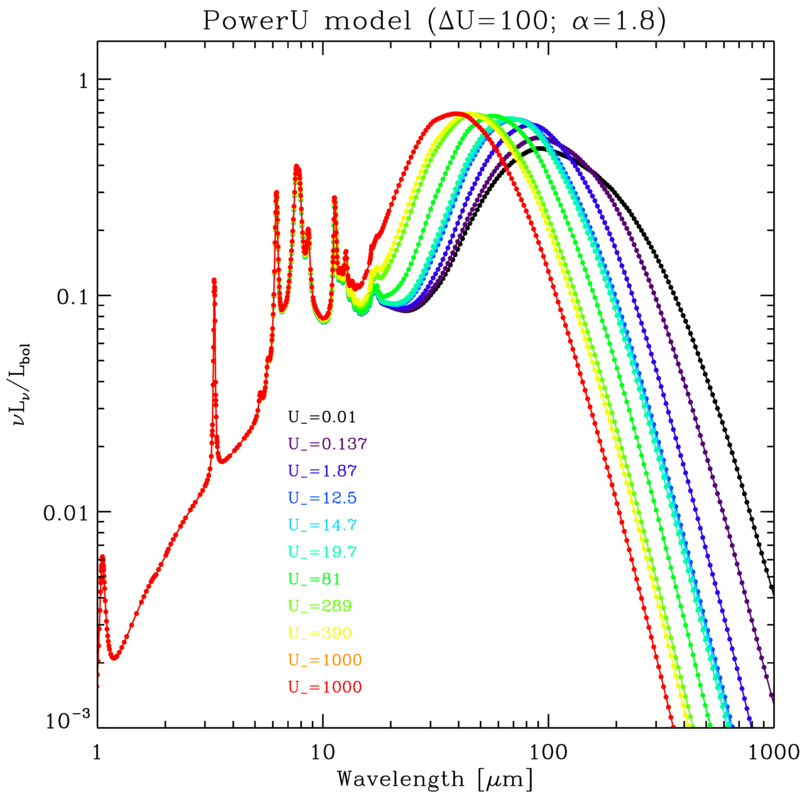 PowerU model (ΔU=100; α=1.8)
1
0.1
0.01
10⁻³
νLᵥ/L_bol
U_=0.01
U_=0.137
U_=1.87
U_=12.5
U_=14.7
U_=19.7
U_=81
U_=289
U_=390
U_=1000
U_=1000
1 10 100 1000
Wavelength [μm]